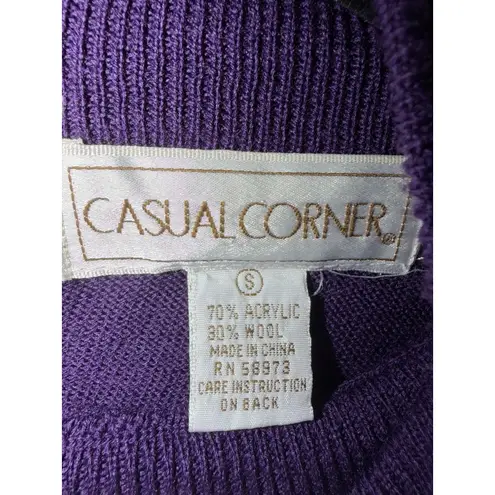 CASUAL CORNER®
S
70% ACRYLIC
30% WOOL
MADE IN CHINA
RN 58973
CARE INSTRUCTION
ON BACK